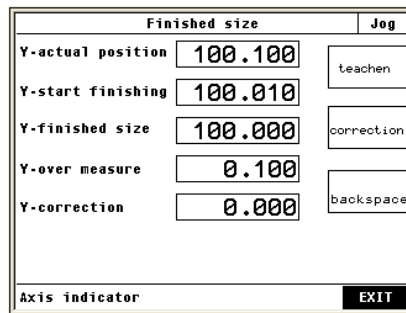 Finished size Jog
Y-actual position 100.100
teachen
Y-start finishing 100.010
Y-finished size 100.000
correction
Y-over measure 0.100
Y-correction 0.000
backspace
Axis indicator EXIT